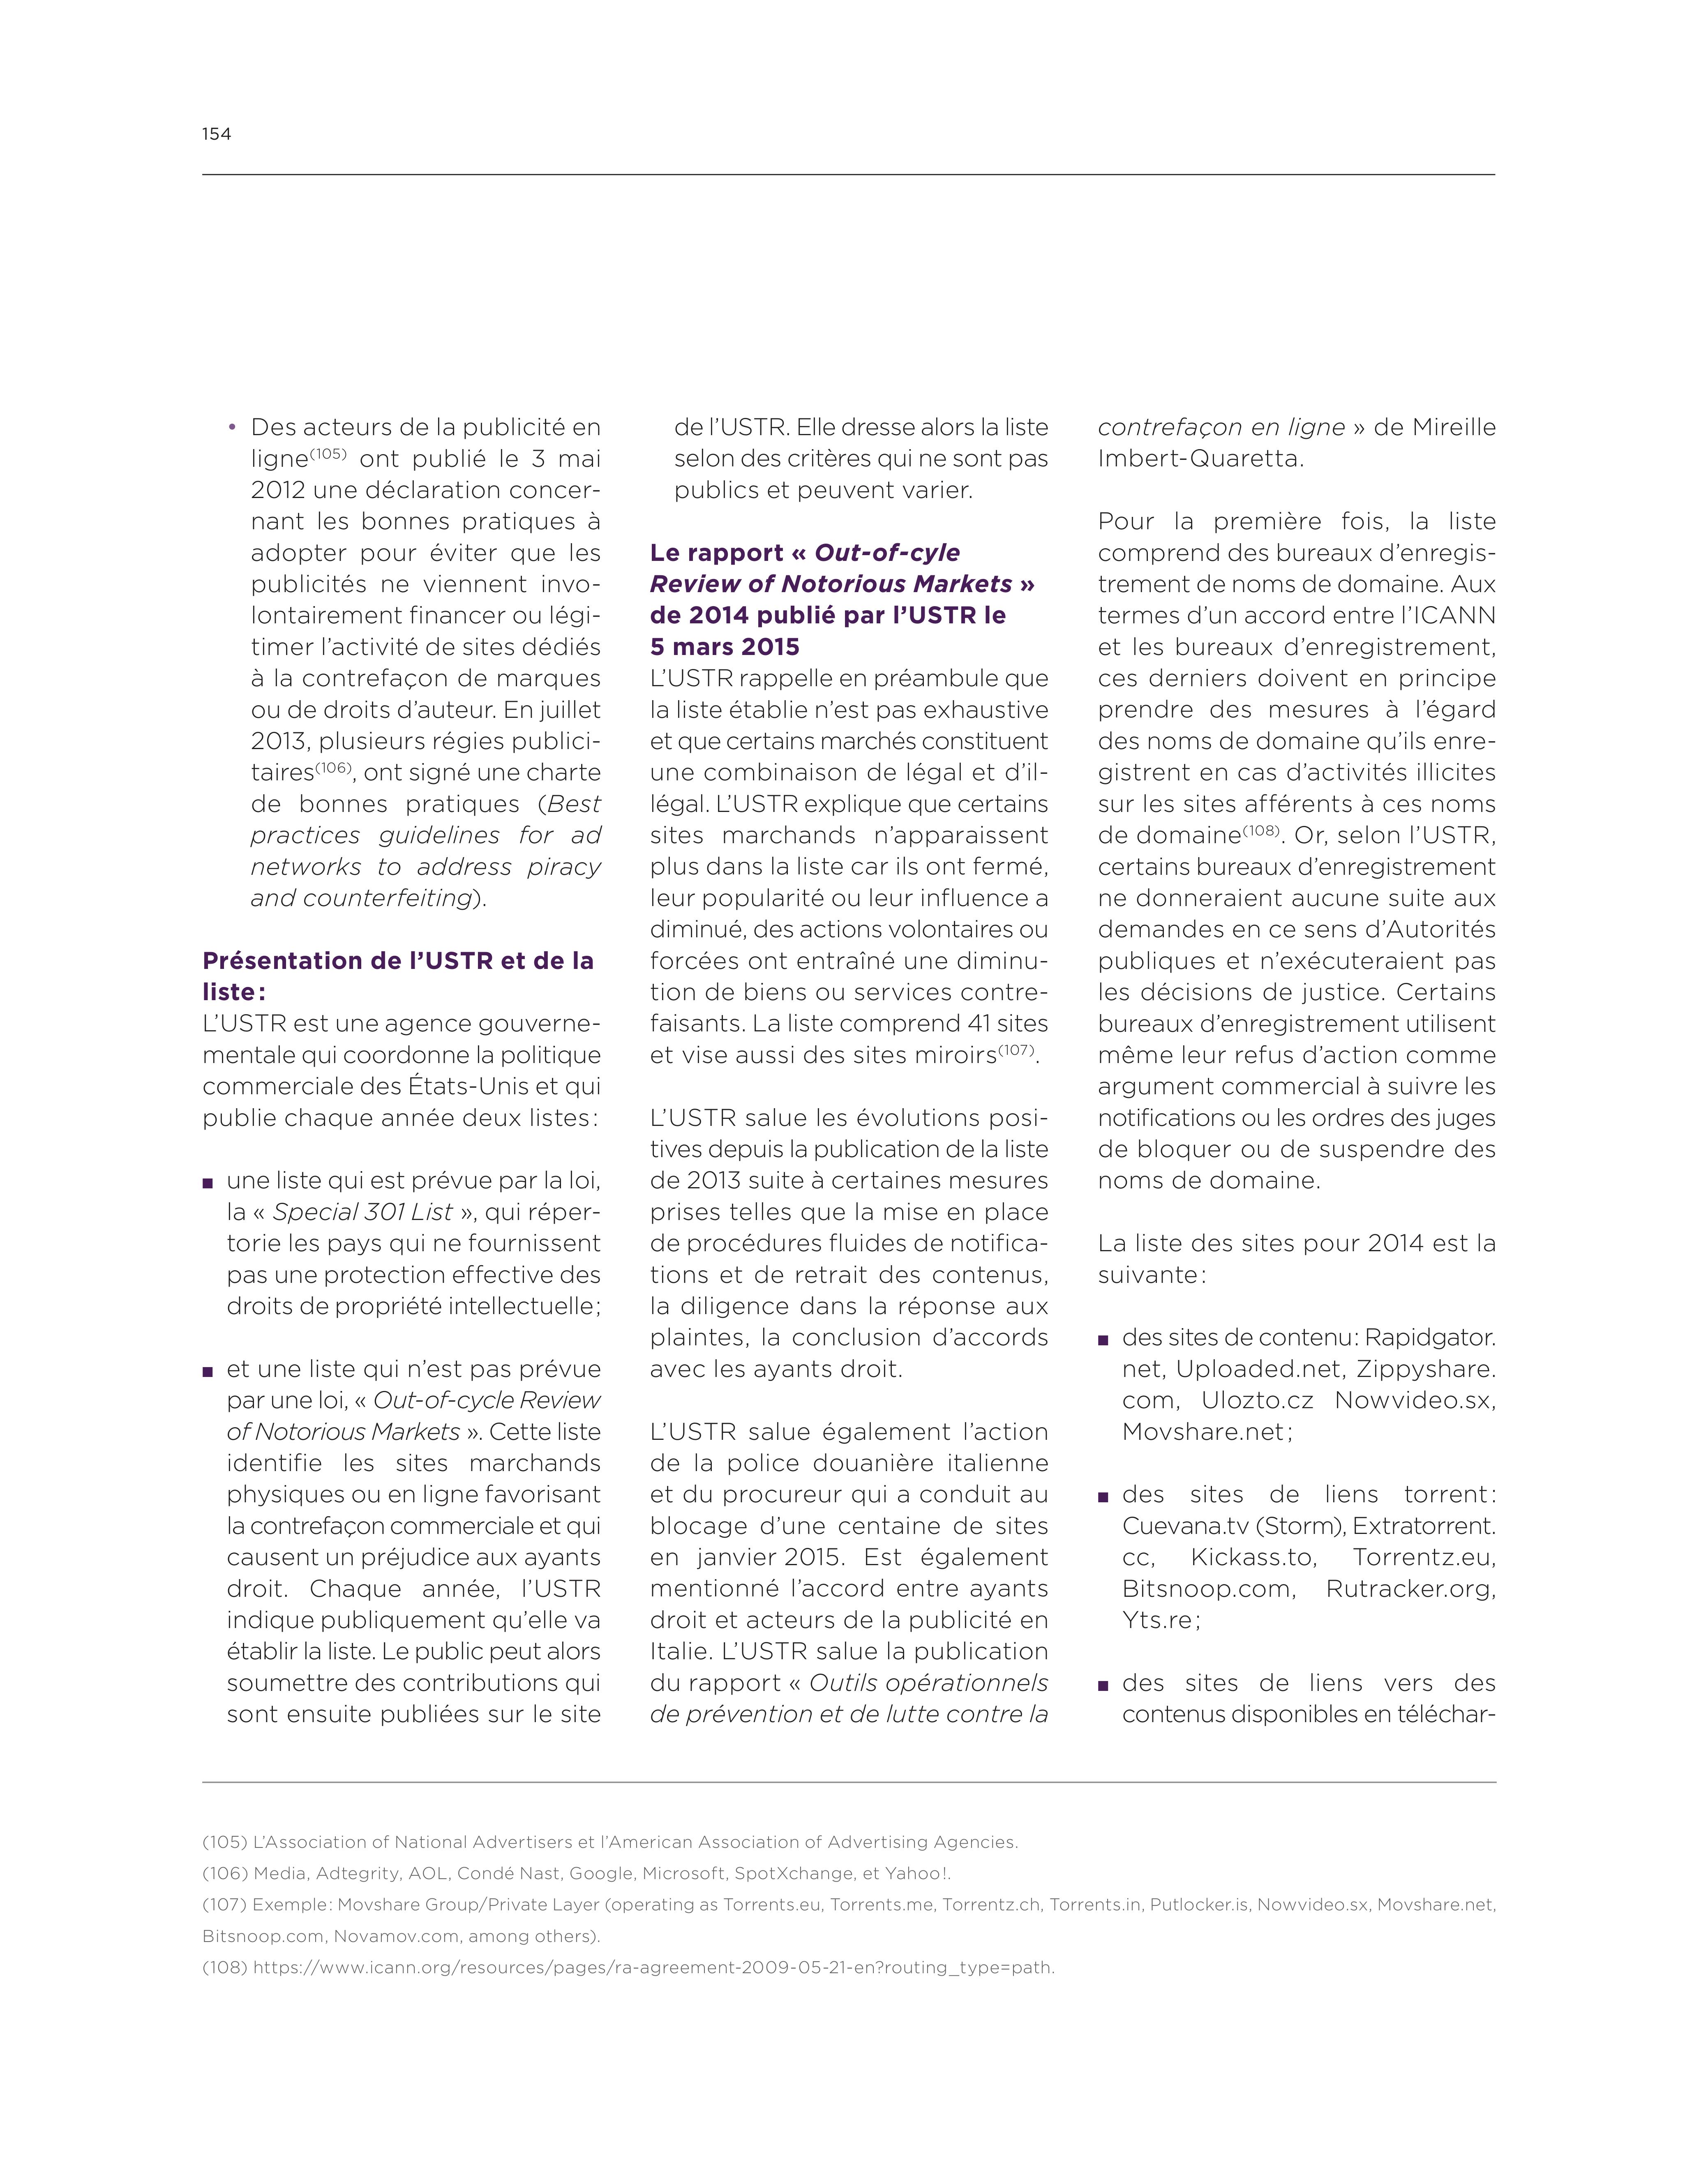 154
• Des acteurs de la publicité en
ligne(105) ont publié le 3 mai
2012 une déclaration concer-
nant les bonnes pratiques à
adopter pour éviter que les
publicités ne viennent invo-
lontairement financer ou légi-
timer l’activité de sites dédiés
à la contrefaçon de marques
ou de droits d’auteur. En juillet
2013, plusieurs régies publici-
taires(106), ont signé une charte
de bonnes pratiques (Best
practices guidelines for ad
networks to address piracy
and counterfeiting).
Présentation de l’USTR et de la
liste :
L’USTR est une agence gouverne-
mentale qui coordonne la politique
commerciale des États-Unis et qui
publie chaque année deux listes :
■ une liste qui est prévue par la loi,
la « Special 301 List », qui réper-
torie les pays qui ne fournissent
pas une protection effective des
droits de propriété intellectuelle ;
■ et une liste qui n’est pas prévue
par une loi, « Out-of-cycle Review
of Notorious Markets ». Cette liste
identifie les sites marchands
physiques ou en ligne favorisant
la contrefaçon commerciale et qui
causent un préjudice aux ayants
droit. Chaque année, l’USTR
indique publiquement qu’elle va
établir la liste. Le public peut alors
soumettre des contributions qui
sont ensuite publiées sur le site
de l’USTR. Elle dresse alors la liste
selon des critères qui ne sont pas
publics et peuvent varier.
Le rapport « Out-of-cyle
Review of Notorious Markets »
de 2014 publié par l’USTR le
5 mars 2015
L’USTR rappelle en préambule que
la liste établie n’est pas exhaustive
et que certains marchés constituent
une combinaison de légal et d’il-
légal. L’USTR explique que certains
sites marchands n’apparaissent
plus dans la liste car ils ont fermé,
leur popularité ou leur influence a
diminué, des actions volontaires ou
forcées ont entraîné une diminu-
tion de biens ou services contre-
faisants. La liste comprend 41 sites
et vise aussi des sites miroirs(107).
L’USTR salue les évolutions posi-
tives depuis la publication de la liste
de 2013 suite à certaines mesures
prises telles que la mise en place
de procédures fluides de notifica-
tions et de retrait des contenus,
la diligence dans la réponse aux
plaintes, la conclusion d’accords
avec les ayants droit.
L’USTR salue également l’action
de la police douanière italienne
et du procureur qui a conduit au
blocage d’une centaine de sites
en janvier 2015. Est également
mentionné l’accord entre ayants
droit et acteurs de la publicité en
Italie. L’USTR salue la publication
du rapport « Outils opérationnels
de prévention et de lutte contre la
contrefaçon en ligne » de Mireille
Imbert-Quaretta.
Pour la première fois, la liste
comprend des bureaux d’enregis-
trement de noms de domaine. Aux
termes d’un accord entre l’ICANN
et les bureaux d’enregistrement,
ces derniers doivent en principe
prendre des mesures à l’égard
des noms de domaine qu’ils enre-
gistrent en cas d’activités illicites
sur les sites afférents à ces noms
de domaine(108). Or, selon l’USTR,
certains bureaux d’enregistrement
ne donneraient aucune suite aux
demandes en ce sens d’Autorités
publiques et n’exécuteraient pas
les décisions de justice. Certains
bureaux d’enregistrement utilisent
même leur refus d’action comme
argument commercial à suivre les
notifications ou les ordres des juges
de bloquer ou de suspendre des
noms de domaine.
La liste des sites pour 2014 est la
suivante :
■ des sites de contenu : Rapidgator.
net, Uploaded.net, Zippyshare.
com, Ulozto.cz Nowvideo.sx,
Movshare.net ;
■ des sites de liens torrent :
Cuevana.tv (Storm), Extratorrent.
cc, Kickass.to, Torrentz.eu,
Bitsnoop.com, Rutracker.org,
Yts.re ;
■ des sites de liens vers des
contenus disponibles en téléchar-
(105) L’Association of National Advertisers et l’American Association of Advertising Agencies.
(106) Media, Adtegrity, AOL, Condé Nast, Google, Microsoft, SpotXchange, et Yahoo !.
(107) Exemple : Movshare Group/Private Layer (operating as Torrents.eu, Torrents.me, Torrentz.ch, Torrents.in, Putlocker.is, Nowvideo.sx, Movshare.net,
Bitsnoop.com, Novamov.com, among others).
(108) https://www.icann.org/resources/pages/ra-agreement-2009-05-21-en?routing_type=path.